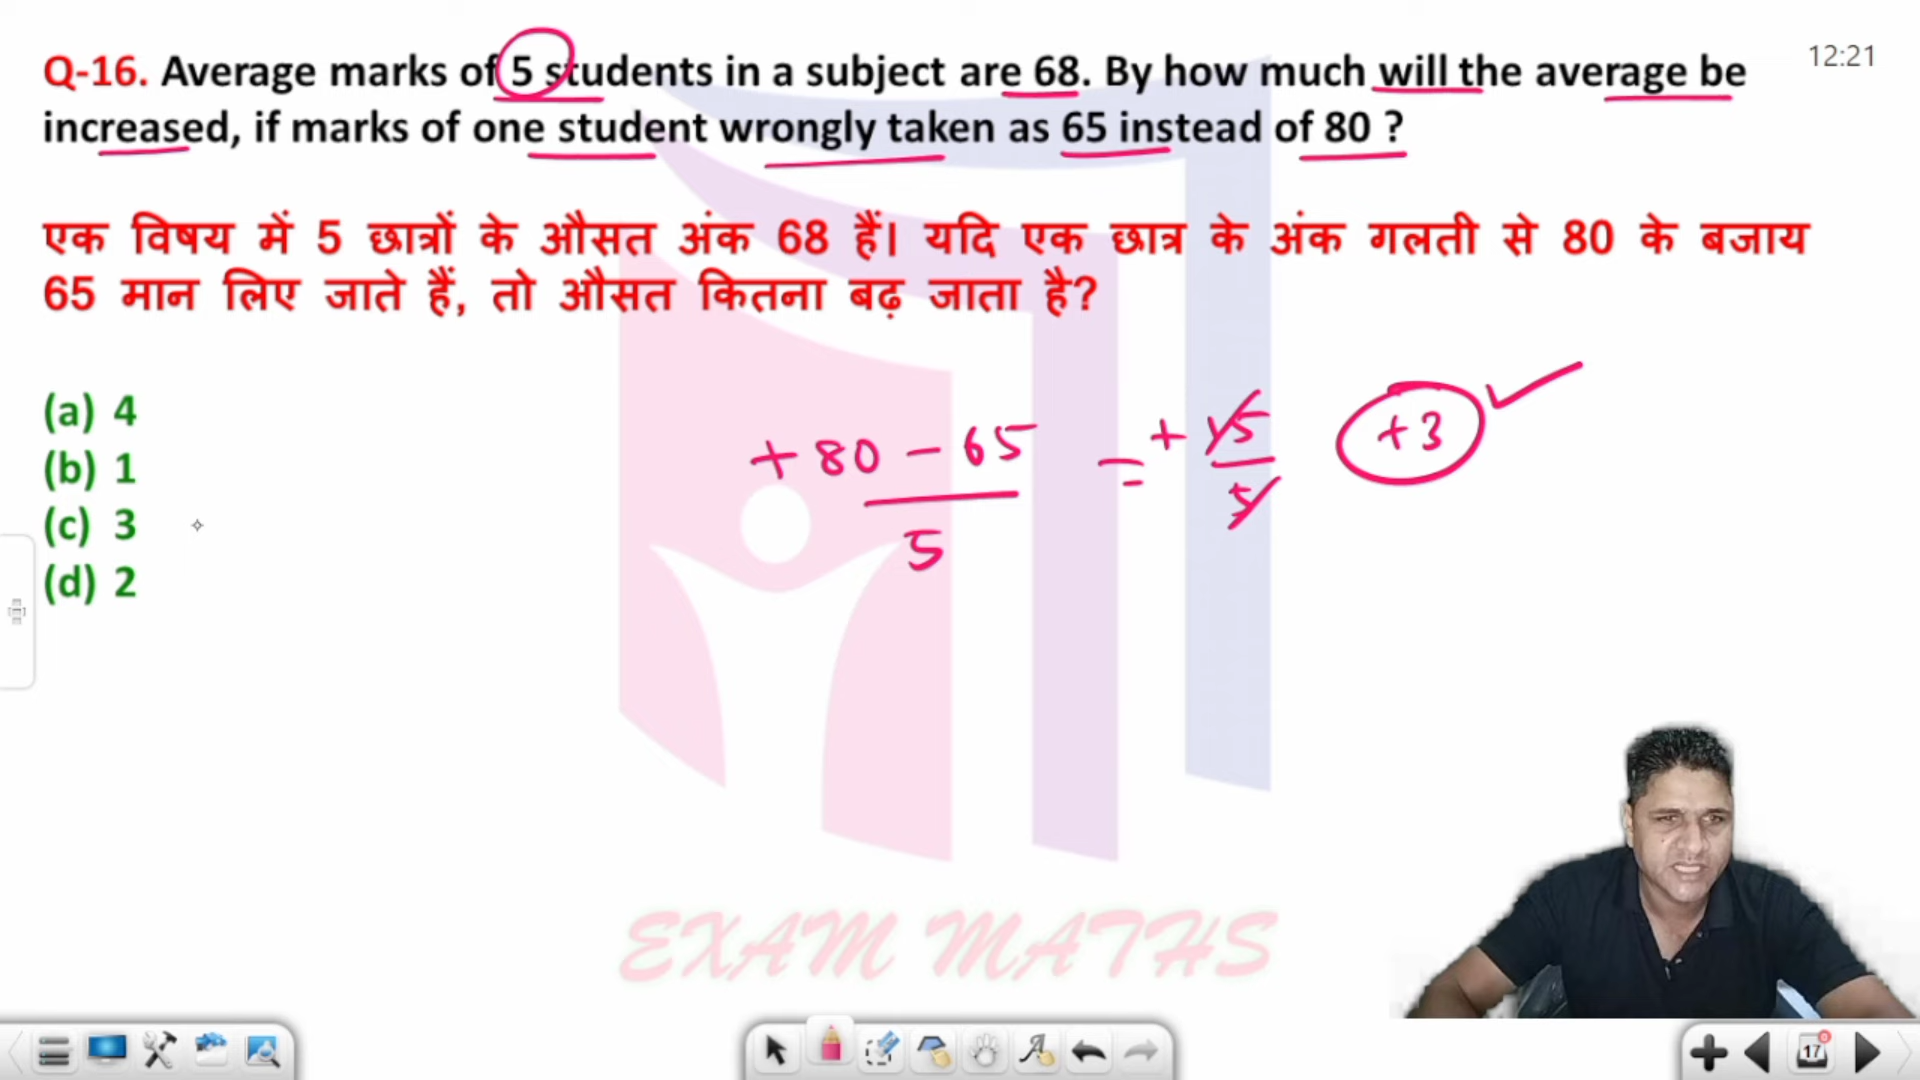 12:21
Q-16. Average marks of 5 students in a subject are 68. By how much will the average be
increased, if marks of one student wrongly taken as 65 instead of 80 ?
एक विषय में 5 छात्रों के औसत अंक 68 हैं। यदि एक छात्र के अंक गलती से 80 के बजाय
65 मान लिए जाते हैं, तो औसत कितना बढ़ जाता है?
(a) 4
(b) 1
(c) 3
(d) 2
+ 80 - 65 = + 15 +3
5 5
EXAM MATHS
17